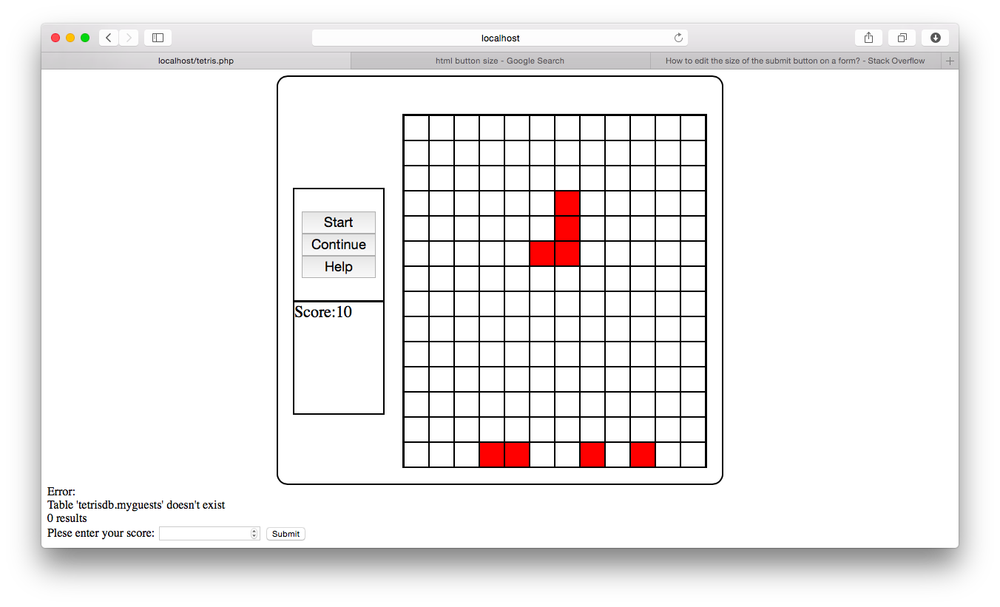 localhost
localhost/tetris.php
html button size - Google Search
How to edit the size of the submit button on a form? - Stack Overflow
Start
Continue
Help
Score:10
Error:
Table 'tetrisdb.myguests' doesn't exist
0 results
Plese enter your score:
Submit